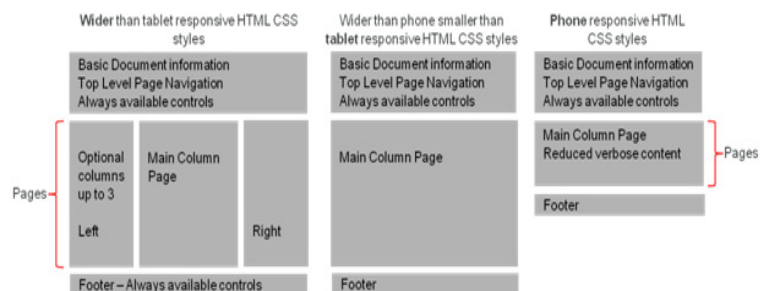 Wider than tablet responsive HTML CSS
styles
Basic Document information
Top Level Page Navigation
Always available controls
Pages
Optional
columns
up to 3
Left
Main Column
Page
Right
Footer – Always available controls
Wider than phone smaller than
tablet responsive HTML CSS styles
Basic Document information
Top Level Page Navigation
Always available controls
Main Column Page
Footer
Phone responsive HTML
CSS styles
Basic Document information
Top Level Page Navigation
Always available controls
Main Column Page
Reduced verbose content
Pages
Footer